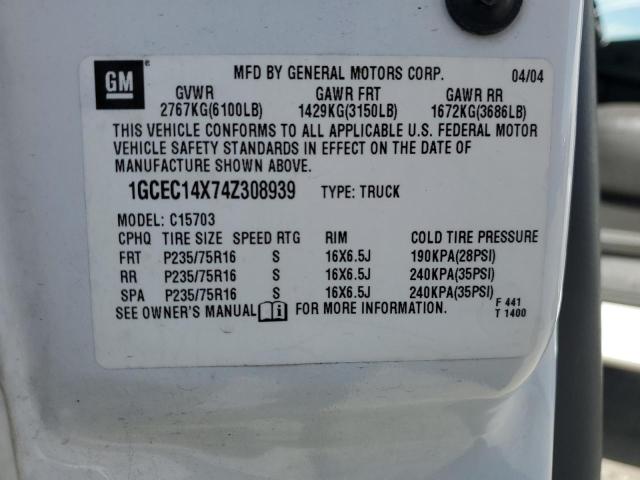 GM
MFD BY GENERAL MOTORS CORP. 04/04
GVWR GAWR FRT GAWR RR
2767KG(6100LB) 1429KG(3150LB) 1672KG(3686LB)
THIS VEHICLE CONFORMS TO ALL APPLICABLE U.S. FEDERAL MOTOR
VEHICLE SAFETY STANDARDS IN EFFECT ON THE DATE OF
MANUFACTURE SHOWN ABOVE.
1GCEC14X74Z308939 TYPE: TRUCK
MODEL: C15703
CPHQ TIRE SIZE SPEED RTG RIM COLD TIRE PRESSURE
FRT P235/75R16 S 16X6.5J 190KPA(28PSI)
RR P235/75R16 S 16X6.5J 240KPA(35PSI)
SPA P235/75R16 S 16X6.5J 240KPA(35PSI)
SEE OWNER'S MANUAL i FOR MORE INFORMATION.
F 441
T 1400